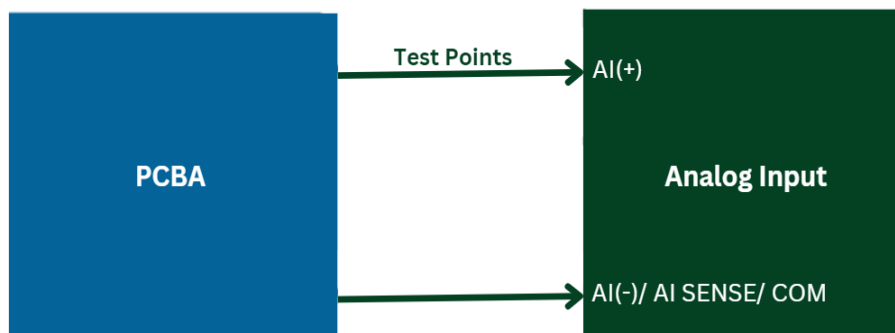 Test Points
AI(+)
PCBA
Analog Input
AI(-)/ AI SENSE/ COM